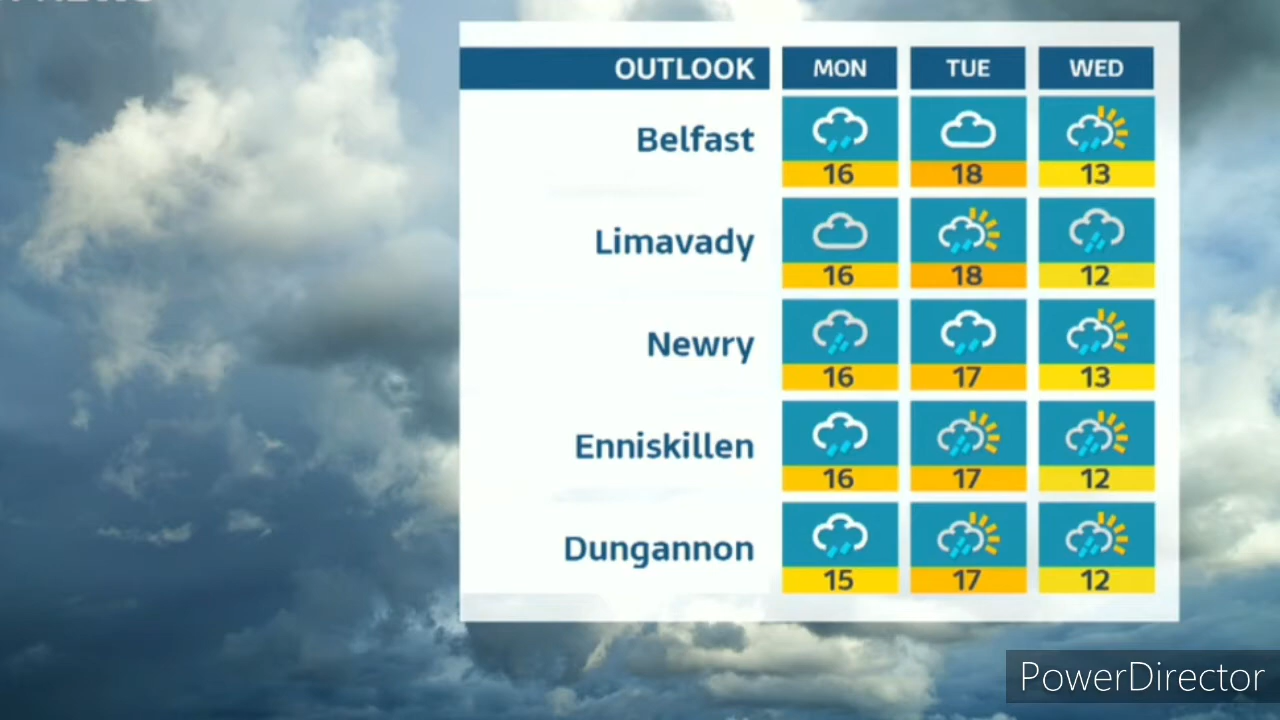 OUTLOOK MON TUE WED
Belfast
16 18 13
Limavady
16 18 12
Newry
16 17 13
Enniskillen
16 17 12
Dungannon
15 17 12
PowerDirector